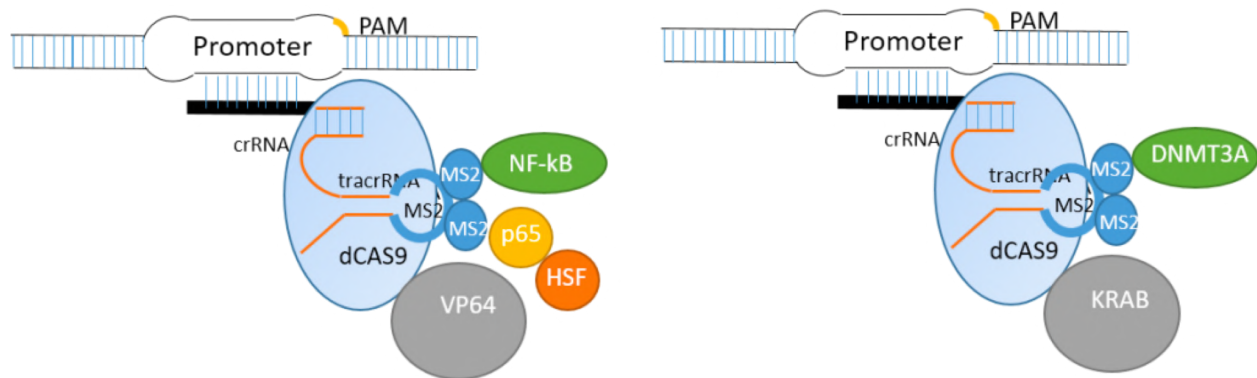 PAM
Promoter
crRNA
NF-kB
MS2
tracrRNA
MS2
MS2
p65
dCAS9
HSF
VP64
PAM
Promoter
crRNA
DNMT3A
MS2
tracrRNA
MS2
MS2
dCAS9
KRAB